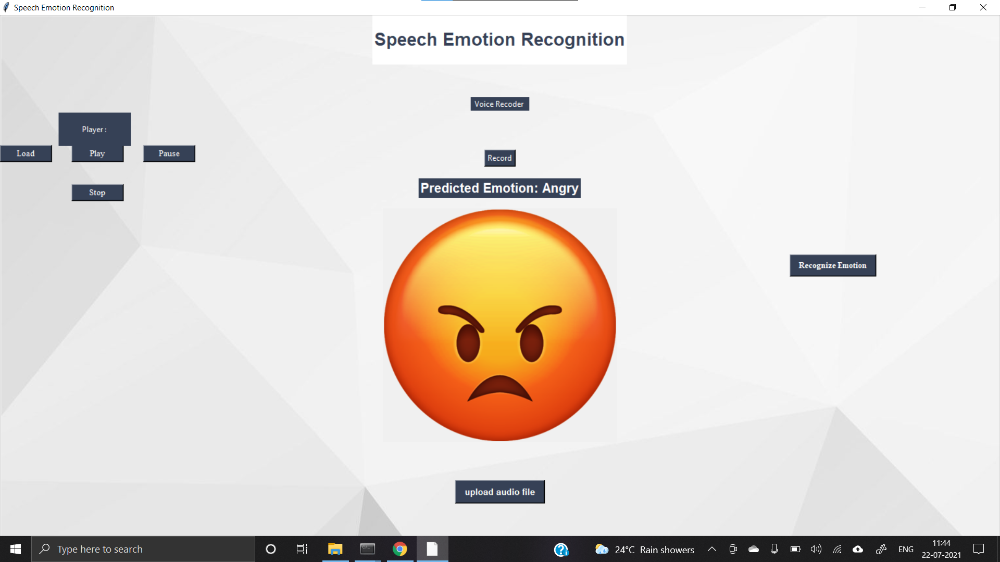 Speech Emotion Recognition
Speech Emotion Recognition
Voice Recoder
Player :
Load
Play
Pause
Record
Stop
Predicted Emotion: Angry
Recognize Emotion
upload audio file
Type here to search
24°C Rain showers
ENG
11:44
22-07-2021